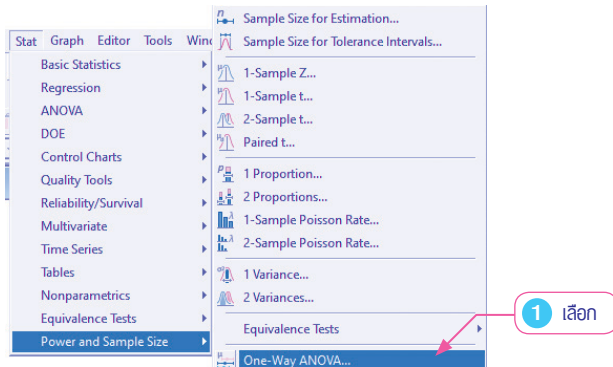 Stat Graph Editor Tools Wind
Basic Statistics
Regression
ANOVA
DOE
Control Charts
Quality Tools
Reliability/Survival
Multivariate
Time Series
Tables
Nonparametrics
Equivalence Tests
Power and Sample Size
Sample Size for Estimation...
Sample Size for Tolerance Intervals...
1-Sample Z...
1-Sample t...
2-Sample t...
Paired t...
1 Proportion...
2 Proportions...
1-Sample Poisson Rate...
2-Sample Poisson Rate...
1 Variance...
2 Variances...
Equivalence Tests
One-Way ANOVA...
1 เลือก